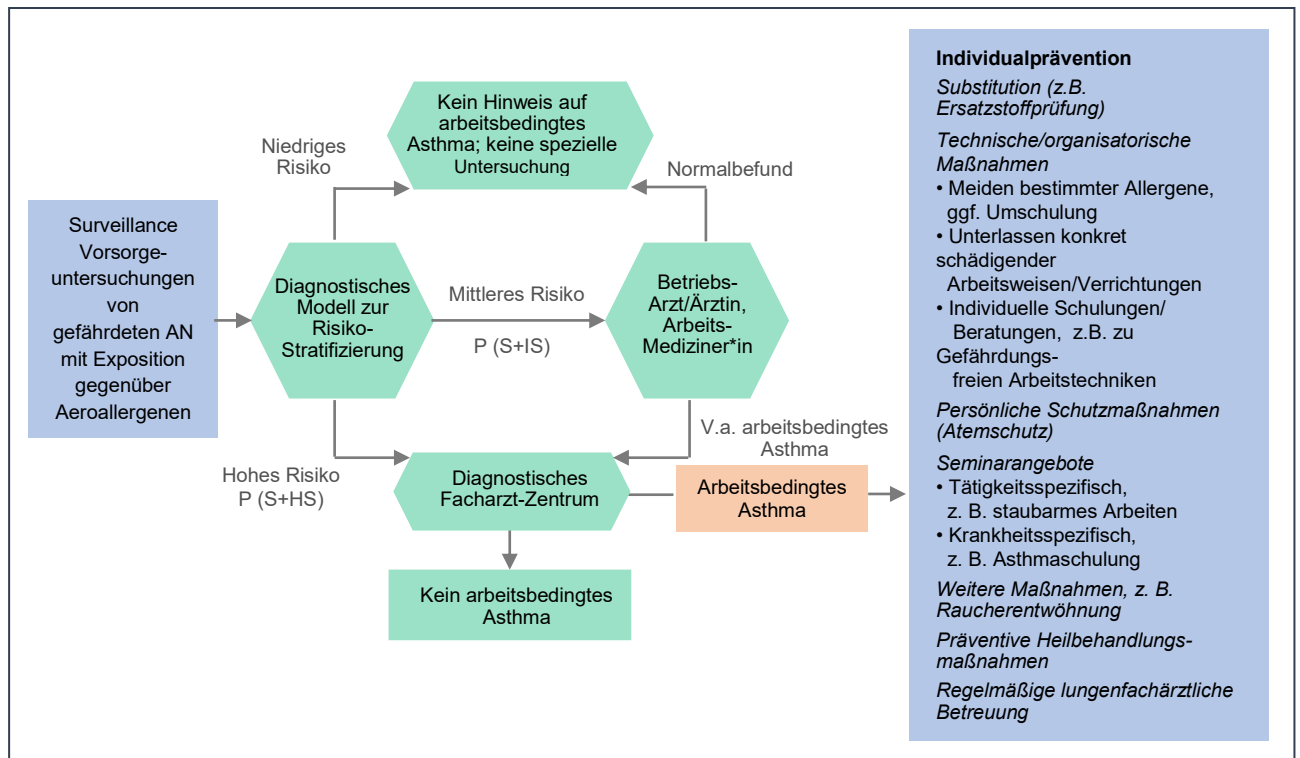 Surveillance
Vorsorge-
untersuchungen
von
gefährdeten AN
mit Exposition
gegenüber
Aeroallergenen
Niedriges
Risiko
Kein Hinweis auf
arbeitsbedingtes
Asthma; keine spezielle
Untersuchung
Normalbefund
Diagnostisches
Modell zur
Risiko-
Stratifizierung
Mittleres Risiko
P (S+IS)
Betriebs-
Arzt/Ärztin,
Arbeits-
Mediziner*in
Hohes Risiko
P (S+HS)
V.a. arbeitsbedingtes
Asthma
Diagnostisches
Facharzt-Zentrum
Arbeitsbedingtes
Asthma
Kein arbeitsbedingtes
Asthma
Individualprävention
Substitution (z.B.
Ersatzstoffprüfung)
Technische/organisatorische
Maßnahmen
• Meiden bestimmter Allergene,
ggf. Umschulung
• Unterlassen konkret
schädigender
Arbeitsweisen/Verrichtungen
• Individuelle Schulungen/
Beratungen, z.B. zu
Gefährdungs-
freien Arbeitstechniken
Persönliche Schutzmaßnahmen
(Atemschutz)
Seminarangebote
• Tätigkeitsspezifisch,
z. B. staubarmes Arbeiten
• Krankheitsspezifisch,
z. B. Asthmaschulung
Weitere Maßnahmen, z. B.
Raucherentwöhnung
Präventive Heilbehandlungs-
maßnahmen
Regelmäßige lungenfachärztliche
Betreuung